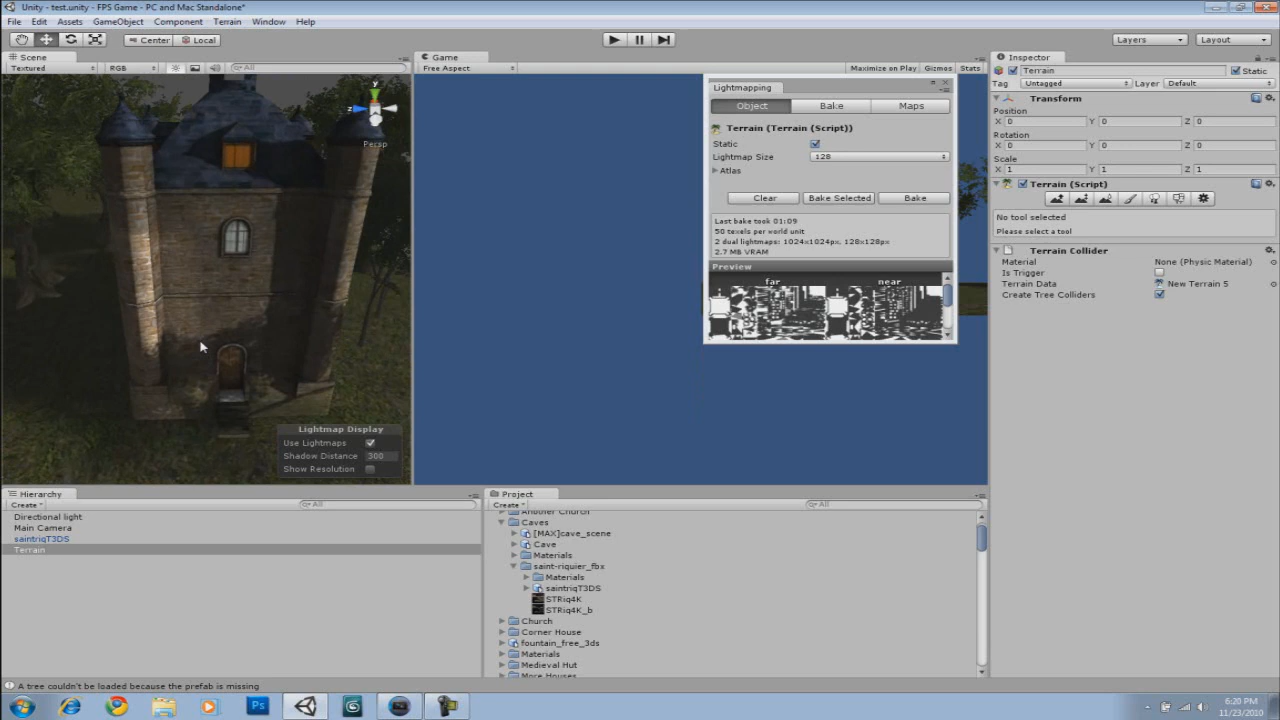 Unity - test.unity - FPS Game - PC and Mac Standalone*
File Edit Assets GameObject Component Terrain Window Help
Center Local
Layers Layout
Scene
Textured RGB All
y
z
Persp
Lightmap Display
Use Lightmaps
Shadow Distance 300
Show Resolution
Game
Free Aspect Maximize on Play Gizmos Stats
Lightmapping
Object Bake Maps
Terrain (Terrain (Script))
Static
Lightmap Size 128
Atlas
Clear Bake Selected Bake
Last bake took 01:09
50 texels per world unit
2 dual lightmaps: 1024x1024px, 128x128px
2.7 MB VRAM
Preview
far near
Inspector
Terrain Static
Tag Untagged Layer Default
Transform
Position
X 0 Y 0 Z 0
Rotation
X 0 Y 0 Z 0
Scale
X 1 Y 1 Z 1
Terrain (Script)
No tool selected
Please select a tool
Terrain Collider
Material None (Physic Material)
Is Trigger
Terrain Data New Terrain 5
Create Tree Colliders
Hierarchy
Create All
Directional light
Main Camera
saintriqT3DS
Terrain
Project
Create All
Another Church
Caves
[MAX]cave_scene
Cave
Materials
saint-riquier_fbx
Materials
saintriqT3DS
STRiq4K
STRiq4K_b
Church
Corner House
fountain_free_3ds
Materials
Medieval Hut
More Houses
A tree couldn't be loaded because the prefab is missing
Ps
6:20 PM
11/23/2010